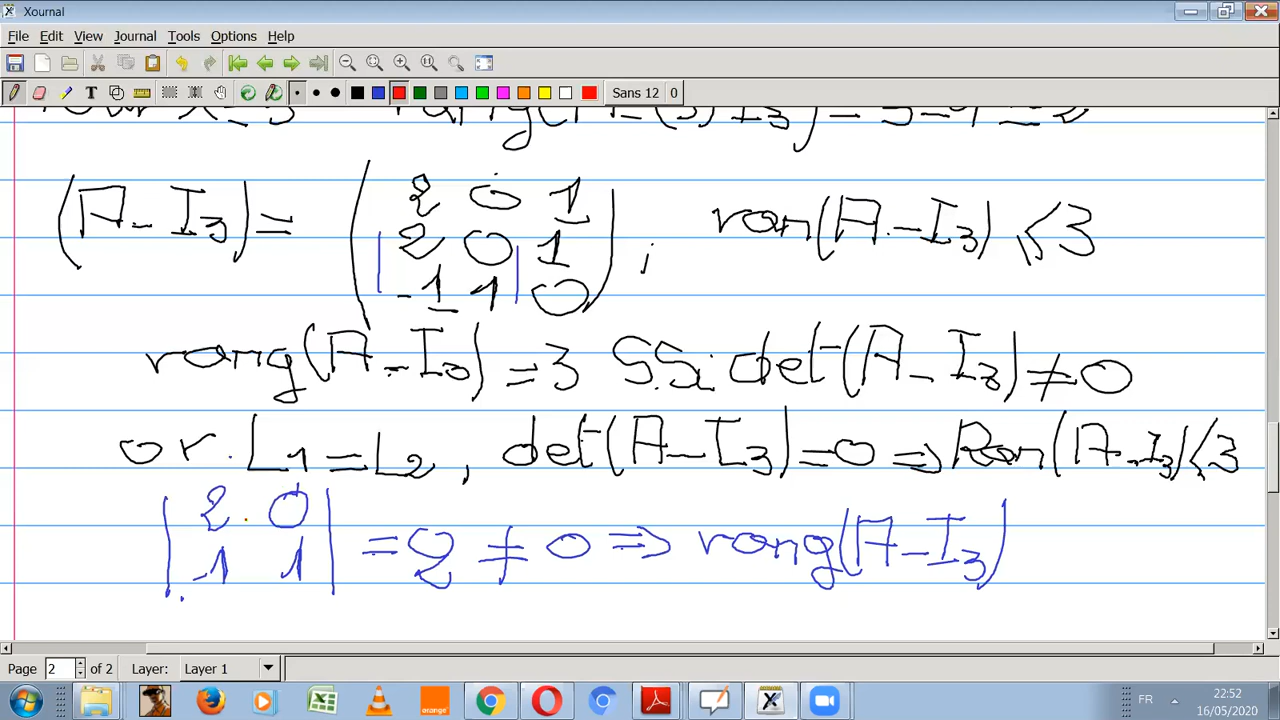 Xournal
File Edit View Journal Tools Options Help
Sans 12 0
(A - I3) = ( 2 0 1 ; ran(A - I3) ≤ 3
2 0 1
-1 1 0 )
rang(A - I3) = 3 SSi det(A - I3) ≠ 0
or L1 = L2, det(A - I3) = 0 => Ran(A - I3) < 3
| 2 0 | = 2 ≠ 0 => rang(A - I3)
| -1 1 |
Page 2 of 2 Layer: Layer 1
orange
FR 22:52
16/05/2020